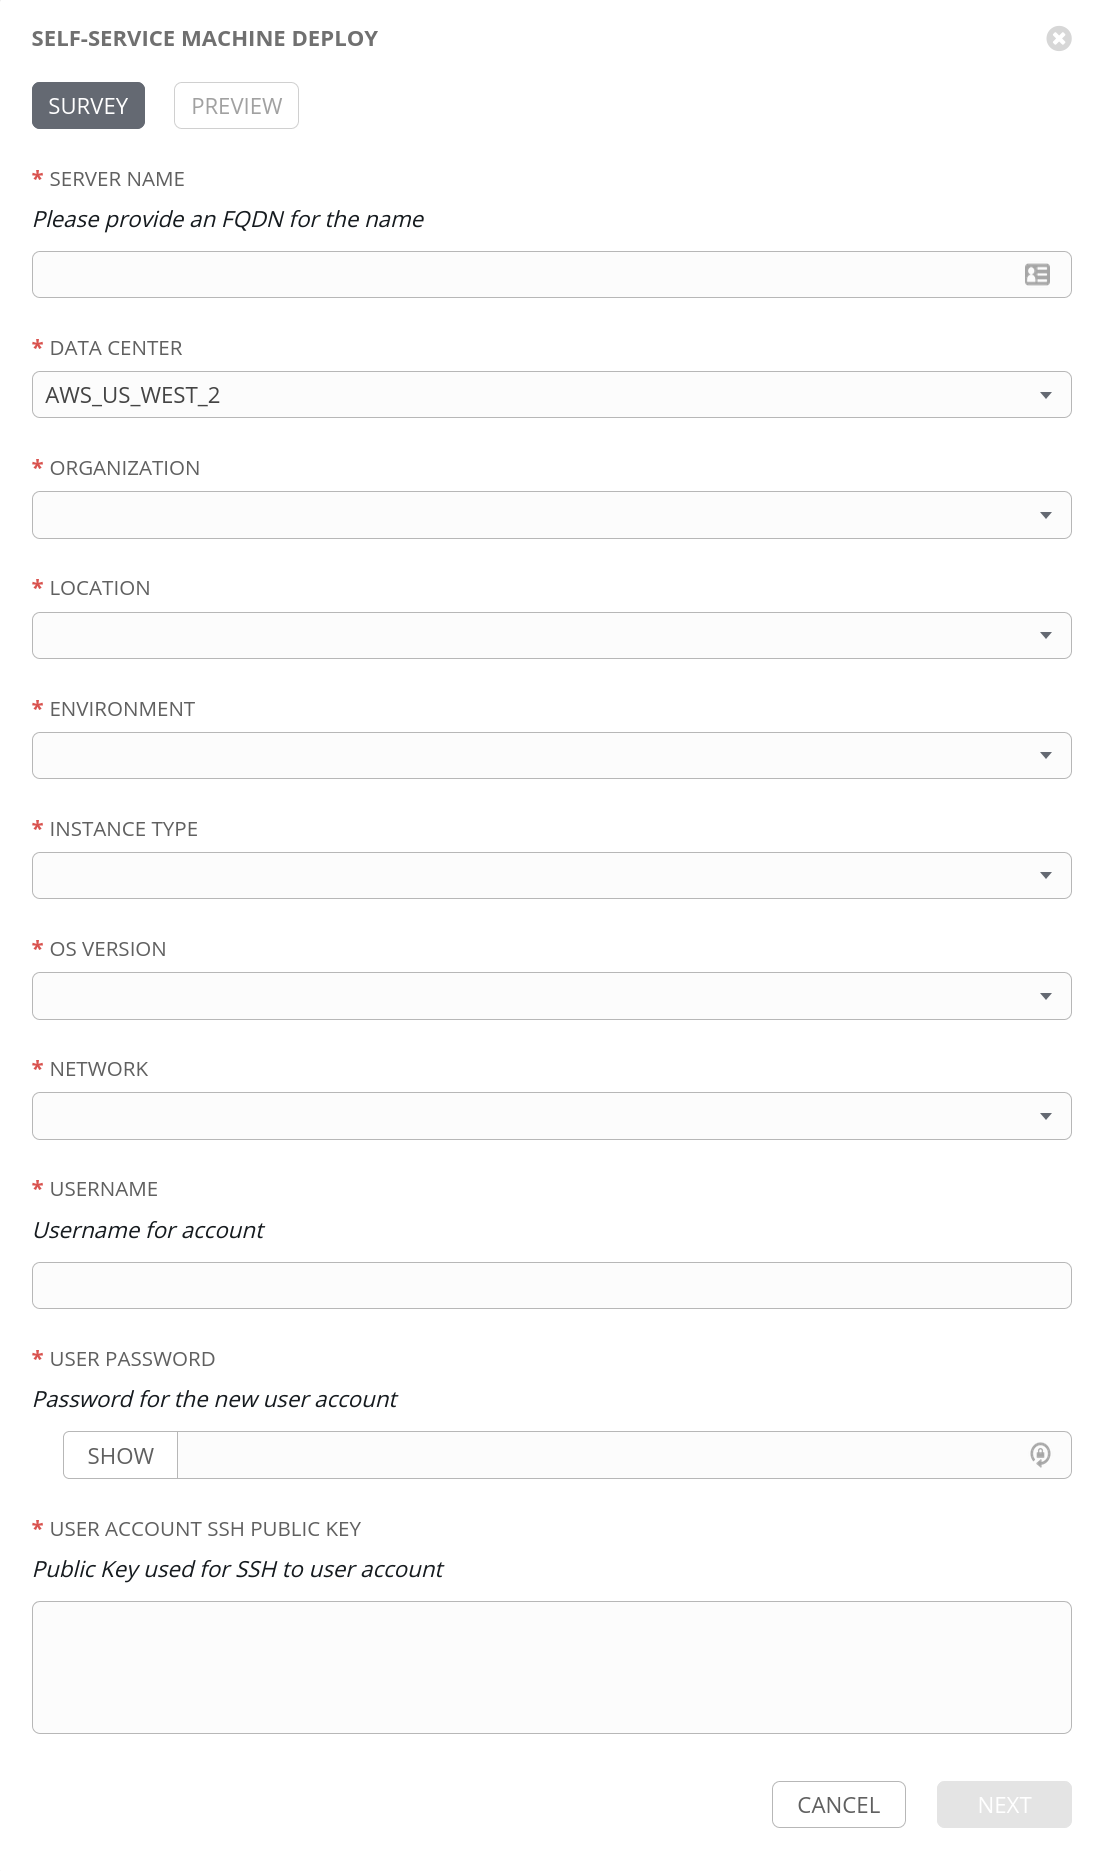 SELF-SERVICE MACHINE DEPLOY
SURVEY PREVIEW
* SERVER NAME
Please provide an FQDN for the name
* DATA CENTER
AWS_US_WEST_2
* ORGANIZATION
* LOCATION
* ENVIRONMENT
* INSTANCE TYPE
* OS VERSION
* NETWORK
* USERNAME
Username for account
* USER PASSWORD
Password for the new user account
SHOW
* USER ACCOUNT SSH PUBLIC KEY
Public Key used for SSH to user account
CANCEL NEXT